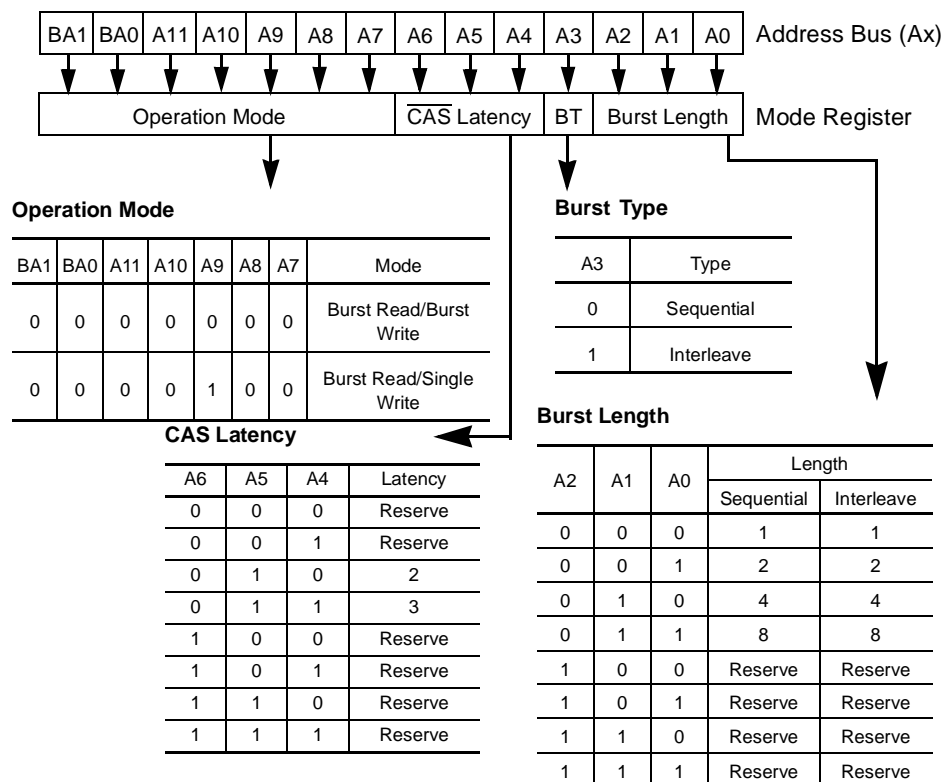 BA1 BA0 A11 A10 A9 A8 A7 A6 A5 A4 A3 A2 A1 A0 Address Bus (Ax)
Operation Mode CAS Latency BT Burst Length Mode Register
Operation Mode
BA1 BA0 A11 A10 A9 A8 A7 Mode
0 0 0 0 0 0 0 Burst Read/Burst
Write
0 0 0 0 1 0 0 Burst Read/Single
Write
Burst Type
A3 Type
0 Sequential
1 Interleave
CAS Latency
A6 A5 A4 Latency
0 0 0 Reserve
0 0 1 Reserve
0 1 0 2
0 1 1 3
1 0 0 Reserve
1 0 1 Reserve
1 1 0 Reserve
1 1 1 Reserve
Burst Length
A2 A1 A0 Length
Sequential Interleave
0 0 0 1 1
0 0 1 2 2
0 1 0 4 4
0 1 1 8 8
1 0 0 Reserve Reserve
1 0 1 Reserve Reserve
1 1 0 Reserve Reserve
1 1 1 Reserve Reserve